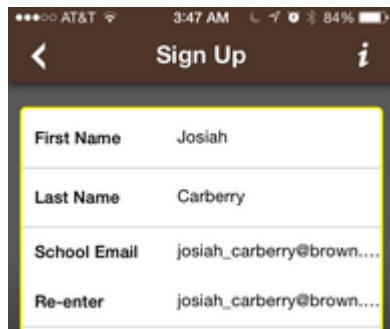 AT&T 3:47 AM 84%
Sign Up i
First Name Josiah
Last Name Carberry
School Email josiah_carberry@brown....
Re-enter josiah_carberry@brown....